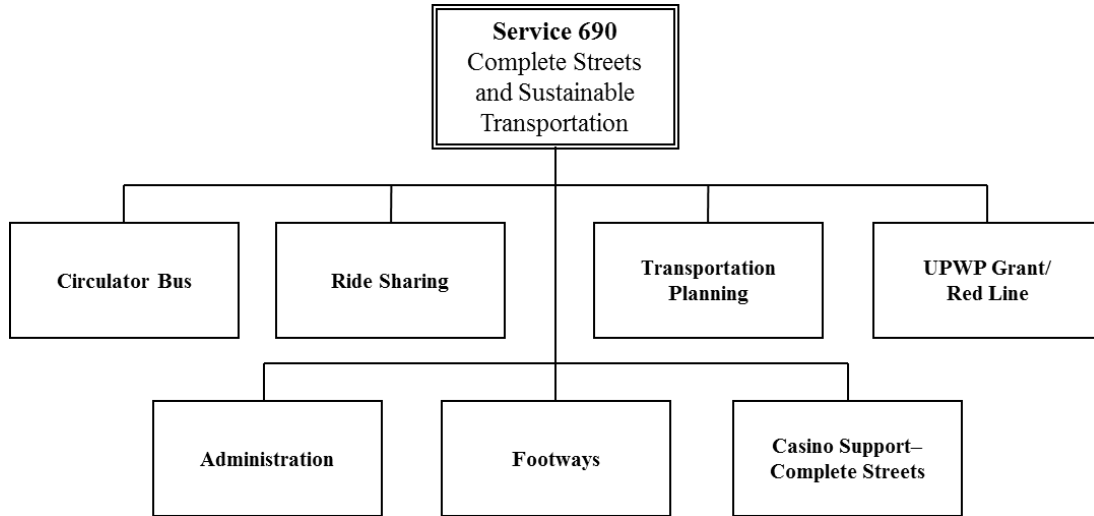 Service 690
Complete Streets
and Sustainable
Transportation
Circulator Bus
Ride Sharing
Transportation
Planning
UPWP Grant/
Red Line
Administration
Footways
Casino Support–
Complete Streets